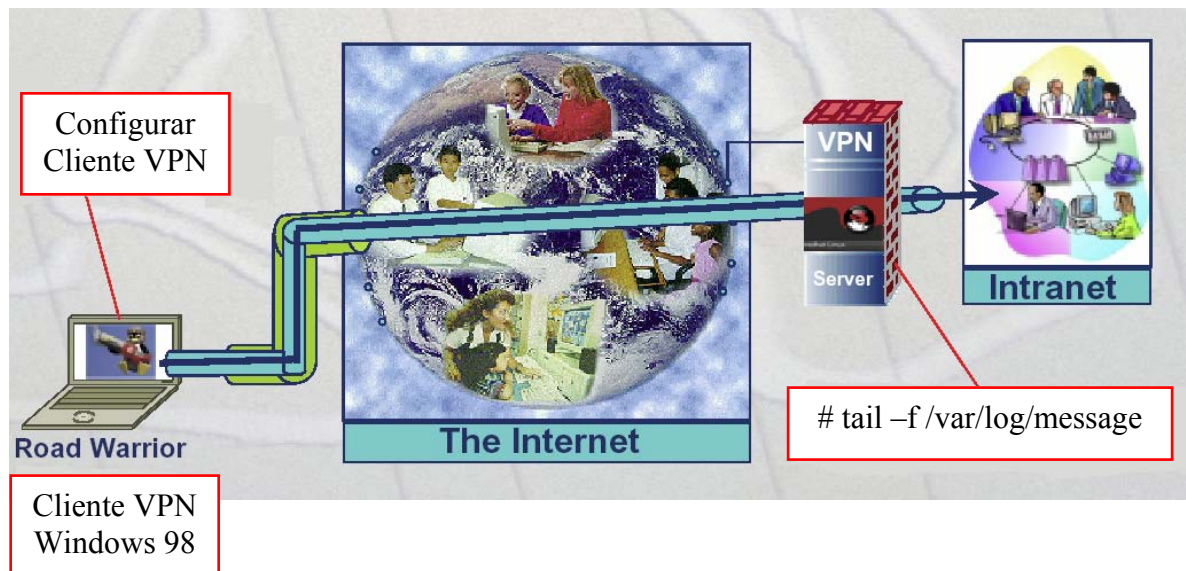 Configurar
Cliente VPN
VPN
Server
Intranet
# tail –f /var/log/message
The Internet
Road Warrior
Cliente VPN
Windows 98